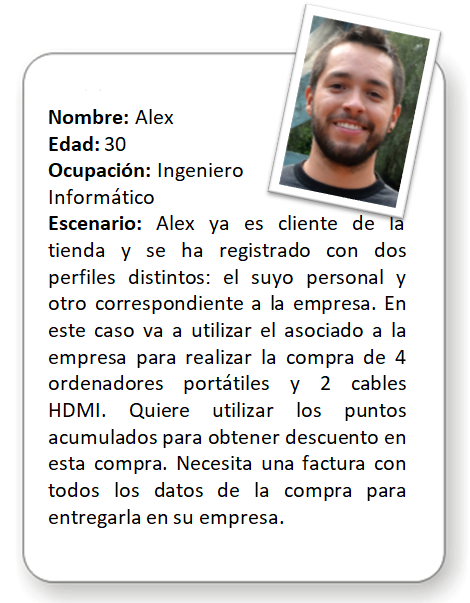 Nombre: Alex
Edad: 30
Ocupación: Ingeniero
Informático
Escenario: Alex ya es cliente de la
tienda y se ha registrado con dos
perfiles distintos: el suyo personal y
otro correspondiente a la empresa. En
este caso va a utilizar el asociado a la
empresa para realizar la compra de 4
ordenadores portátiles y 2 cables
HDMI. Quiere utilizar los puntos
acumulados para obtener descuento en
esta compra. Necesita una factura con
todos los datos de la compra para
entregarla en su empresa.